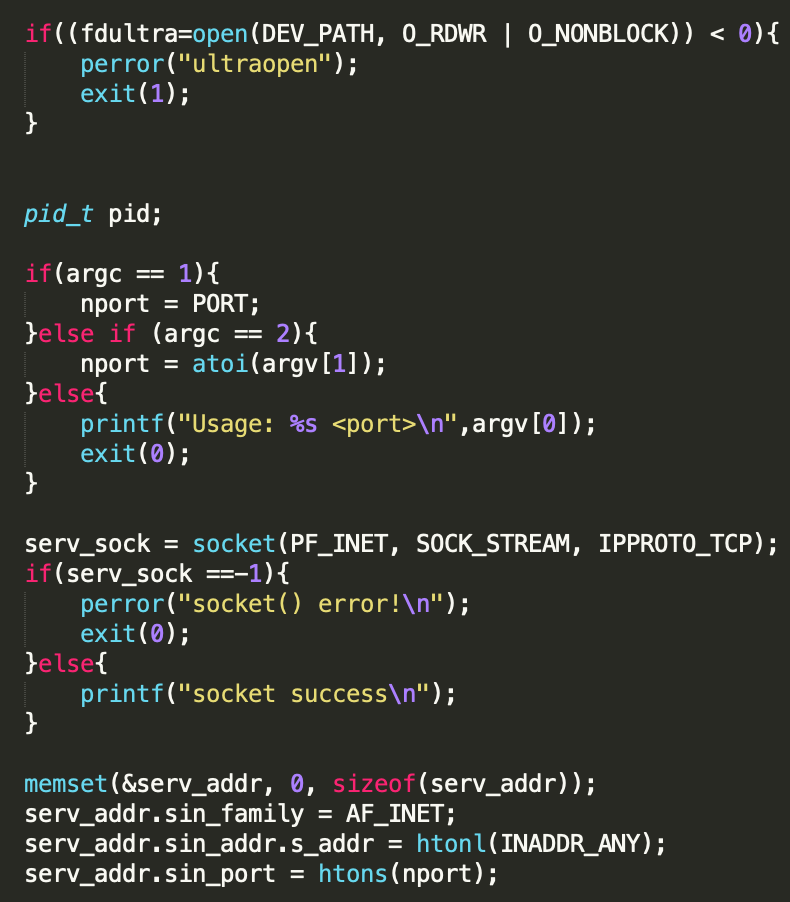 if((fdultra=open(DEV_PATH, O_RDWR | O_NONBLOCK)) < 0){
    perror("ultraopen");
    exit(1);
}

pid_t pid;

if(argc == 1){
    nport = PORT;
}else if (argc == 2){
    nport = atoi(argv[1]);
}else{
    printf("Usage: %s <port>\n",argv[0]);
    exit(0);
}

serv_sock = socket(PF_INET, SOCK_STREAM, IPPROTO_TCP);
if(serv_sock ==-1){
    perror("socket() error!\n");
    exit(0);
}else{
    printf("socket success\n");
}

memset(&serv_addr, 0, sizeof(serv_addr));
serv_addr.sin_family = AF_INET;
serv_addr.sin_addr.s_addr = htonl(INADDR_ANY);
serv_addr.sin_port = htons(nport);